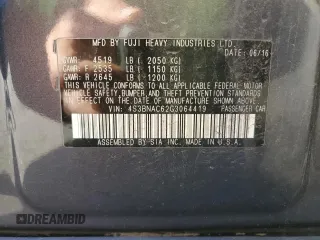 MFD. BY FUJI HEAVY INDUSTRIES LTD. 06/16
GVWR 4519 LB ( 2050 KG)
GAWR: F 2535 LB ( 1150 KG)
GAWR: R 2645 LB ( 1200 KG)
THIS VEHICLE CONFORMS TO ALL APPLICABLE FEDERAL MOTOR
VEHICLE SAFETY, BUMPER, AND THEFT PREVENTION
STANDARDS IN EFFECT ON THE DATE OF MANUFACTURE SHOWN ABOVE.
VIN: 4S3BNAC62G3064419 PASSENGER CAR
ASSEMBLED BY SIA INC. IN U.S.A.
DREAMBID